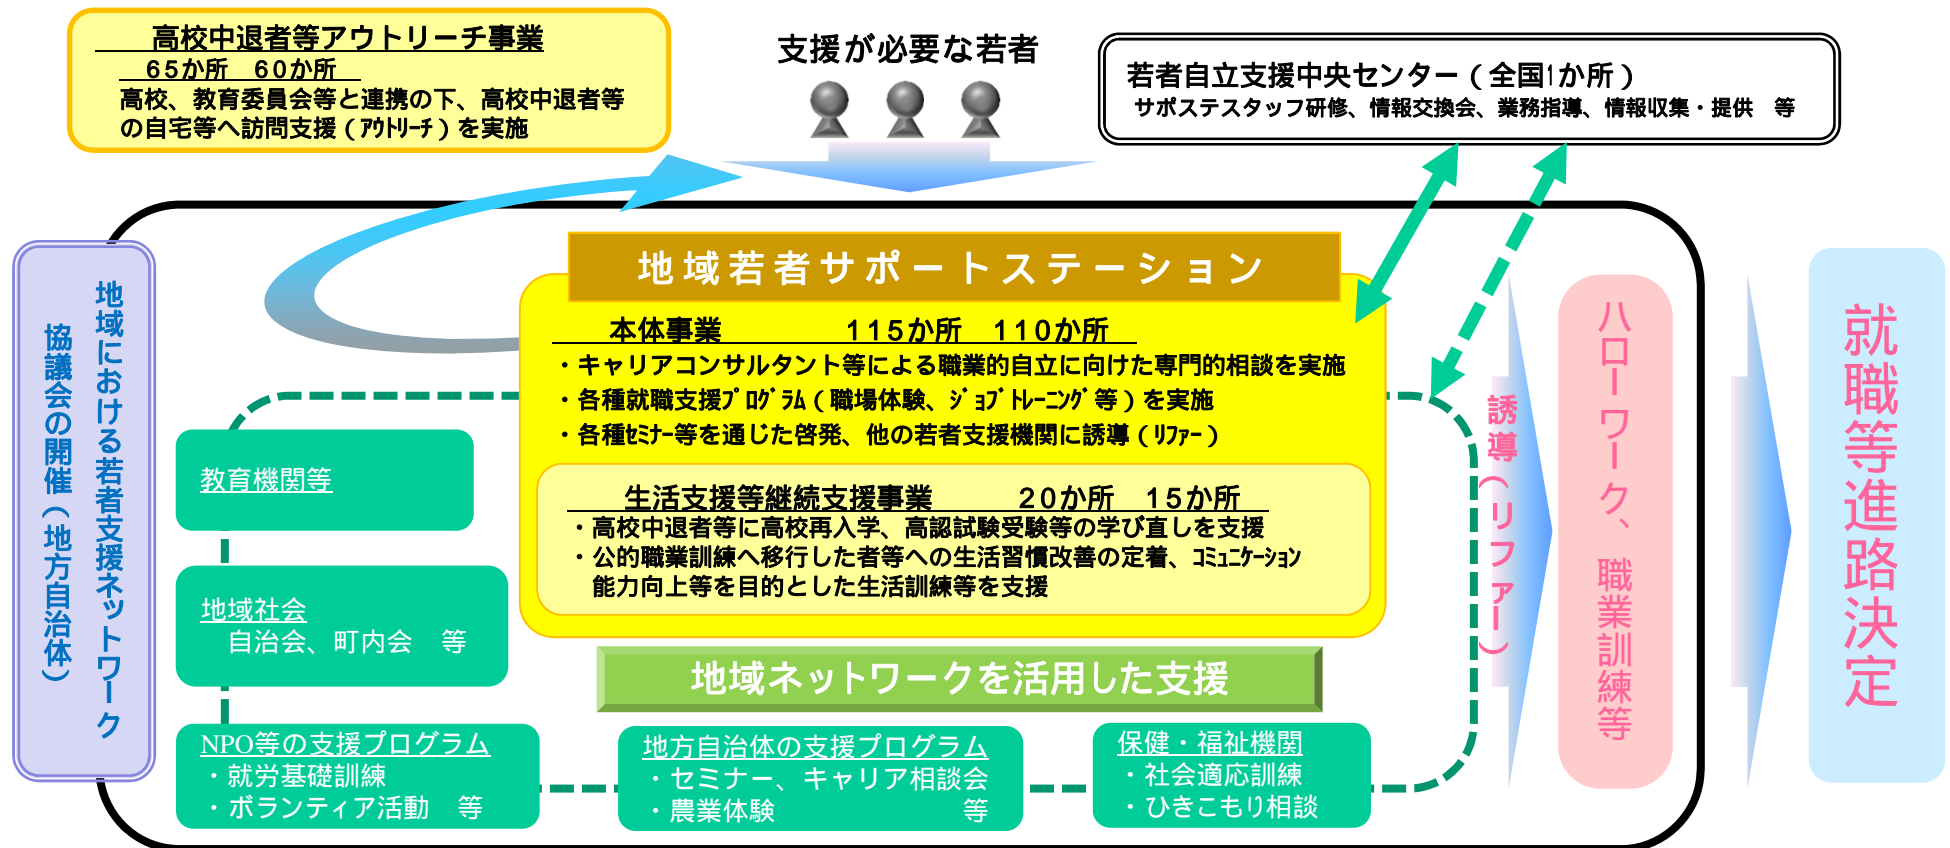 高校中退者等アウトリーチ事業
65か所　60か所
高校、教育委員会等と連携の下、高校中退者等
の自宅等へ訪問支援(ｱｳﾄﾘｰﾁ)を実施
支援が必要な若者
若者自立支援中央センター(全国1か所)
サポステスタッフ研修、情報交換会、業務指導、情報収集・提供　等
地域における若者支援ネットワーク
協議会の開催(地方自治体)
地域若者サポートステーション
本体事業　　115か所　110か所
・キャリアコンサルタント等による職業的自立に向けた専門的相談を実施
・各種就職支援ﾌﾟﾛｸﾞﾗﾑ(職場体験、ｼﾞｮﾌﾞﾄﾚｰﾆﾝｸﾞ等)を実施
・各種ｾﾐﾅｰ等を通じた啓発、他の若者支援機関に誘導(ﾘﾌｧｰ)
生活支援等継続支援事業　　20か所　15か所
・高校中退者等に高校再入学、高認試験受験等の学び直しを支援
・公的職業訓練へ移行した者等への生活習慣改善の定着、ｺﾐｭﾆｹｰｼｮﾝ
能力向上等を目的とした生活訓練等を支援
地域ネットワークを活用した支援
教育機関等
地域社会
自治会、町内会　等
NPO等の支援プログラム
・就労基礎訓練
・ボランティア活動　等
地方自治体の支援プログラム
・セミナー、キャリア相談会
・農業体験　　等
保健・福祉機関
・社会適応訓練
・ひきこもり相談
誘導(リファー)
ハローワーク、職業訓練等
就職等進路決定